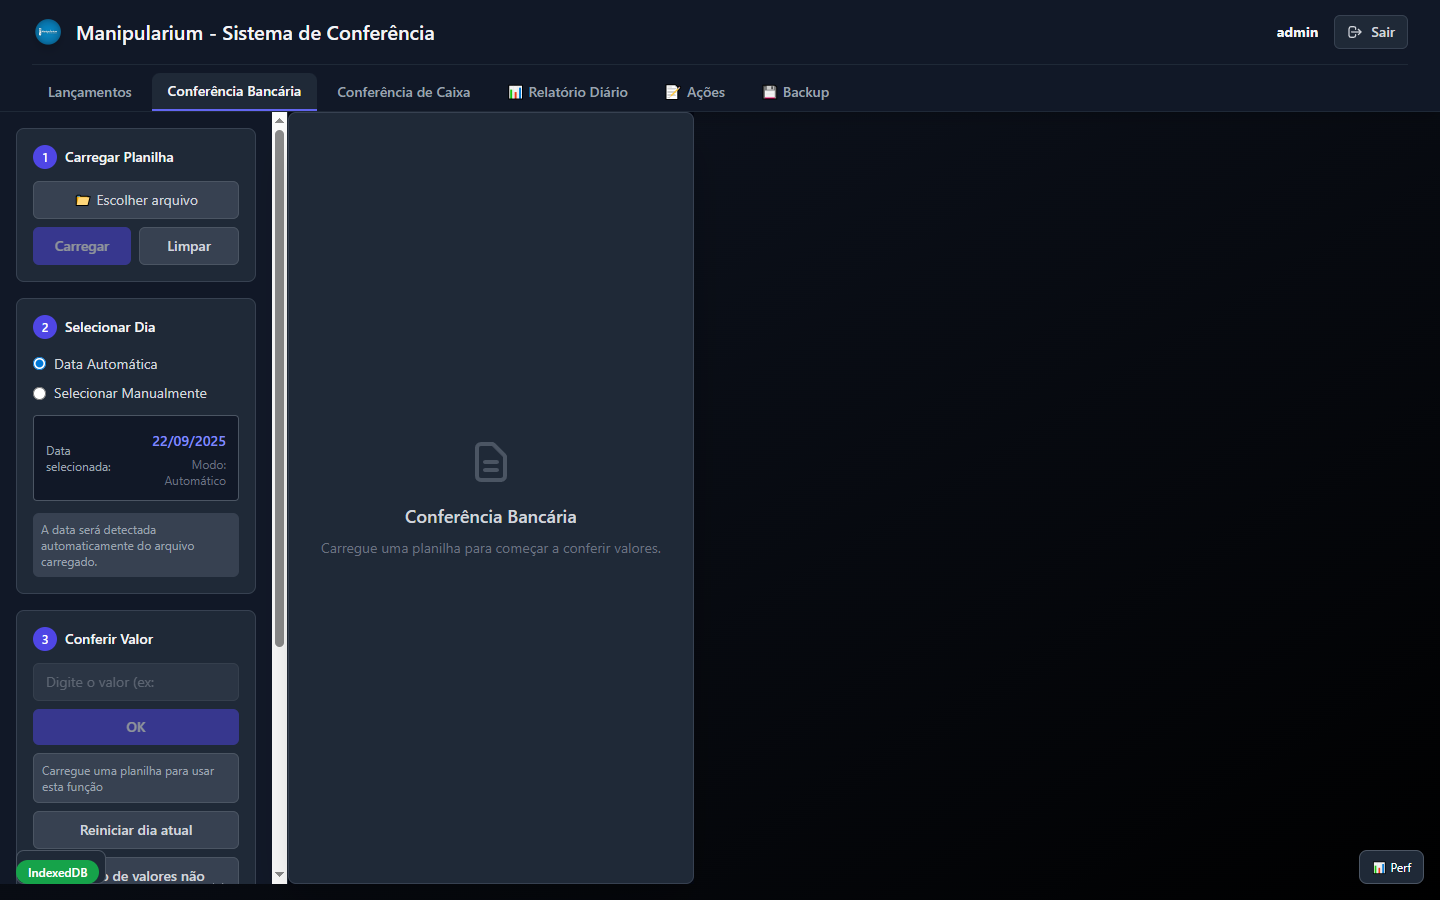 Manipularium - Sistema de Conferência
admin
Sair
Lançamentos
Conferência Bancária
Conferência de Caixa
Relatório Diário
Ações
Backup
1 Carregar Planilha
Escolher arquivo
Carregar
Limpar
2 Selecionar Dia
Data Automática
Selecionar Manualmente
Data
selecionada:
22/09/2025
Modo:
Automático
A data será detectada
automaticamente do arquivo
carregado.
3 Conferir Valor
Digite o valor (ex:
OK
Carregue uma planilha para usar
esta função
Reiniciar dia atual
de valores não
IndexedDB
Conferência Bancária
Carregue uma planilha para começar a conferir valores.
Perf